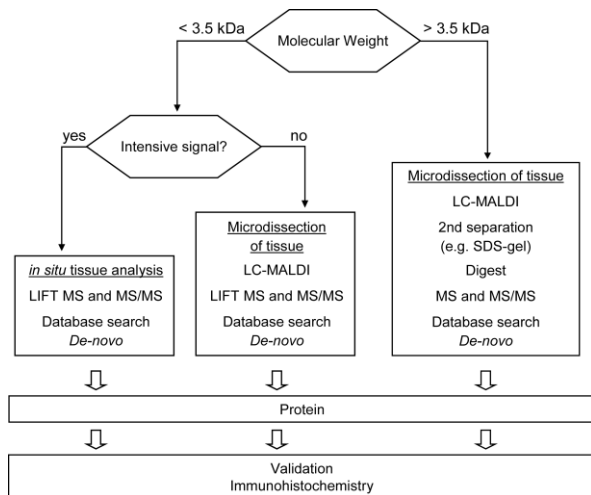 < 3.5 kDa
Molecular Weight
> 3.5 kDa
yes
Intensive signal?
no
in situ tissue analysis
LIFT MS and MS/MS
Database search
De-novo
Microdissection
of tissue
LC-MALDI
LIFT MS and MS/MS
Database search
De-novo
Microdissection of tissue
LC-MALDI
2nd separation
(e.g. SDS-gel)
Digest
MS and MS/MS
Database search
De-novo
Protein
Validation
Immunohistochemistry